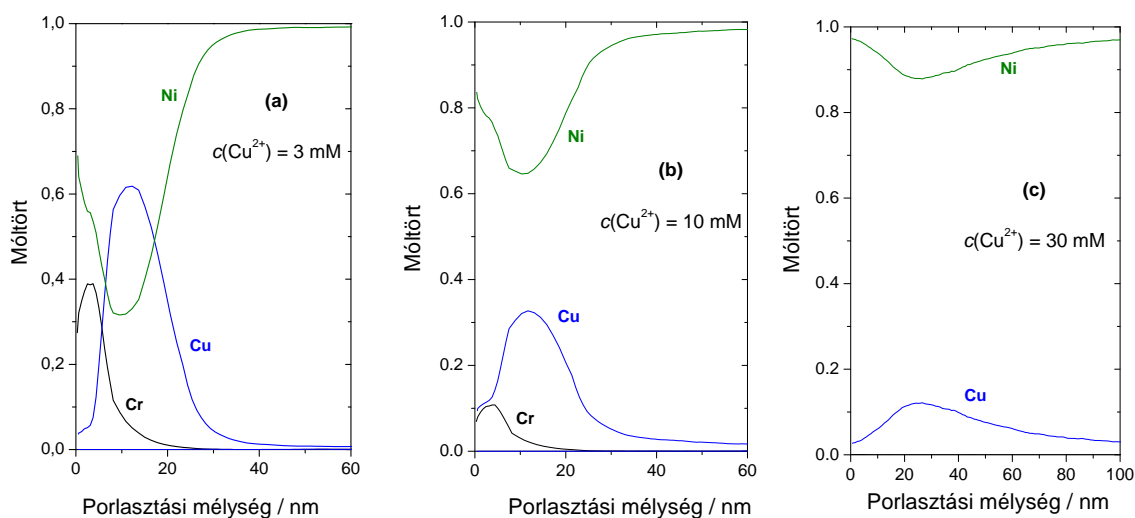 1,0
0.8
0.6
0.4
0.2
0.0
Móltört
0
20
40
60
Porlasztási mélység / nm
Ni
Cu
Cr
(a)
c(Cu2+) = 3 mM
1,0
0.8
0.6
0.4
0.2
0.0
Móltört
0
20
40
60
Porlasztási mélység / nm
Ni
Cu
Cr
(b)
c(Cu2+) = 10 mM
1,0
0.8
0.6
0.4
0.2
0.0
Móltört
0
20
40
60
80
100
Porlasztási mélység / nm
Ni
Cu
(c)
c(Cu2+) = 30 mM